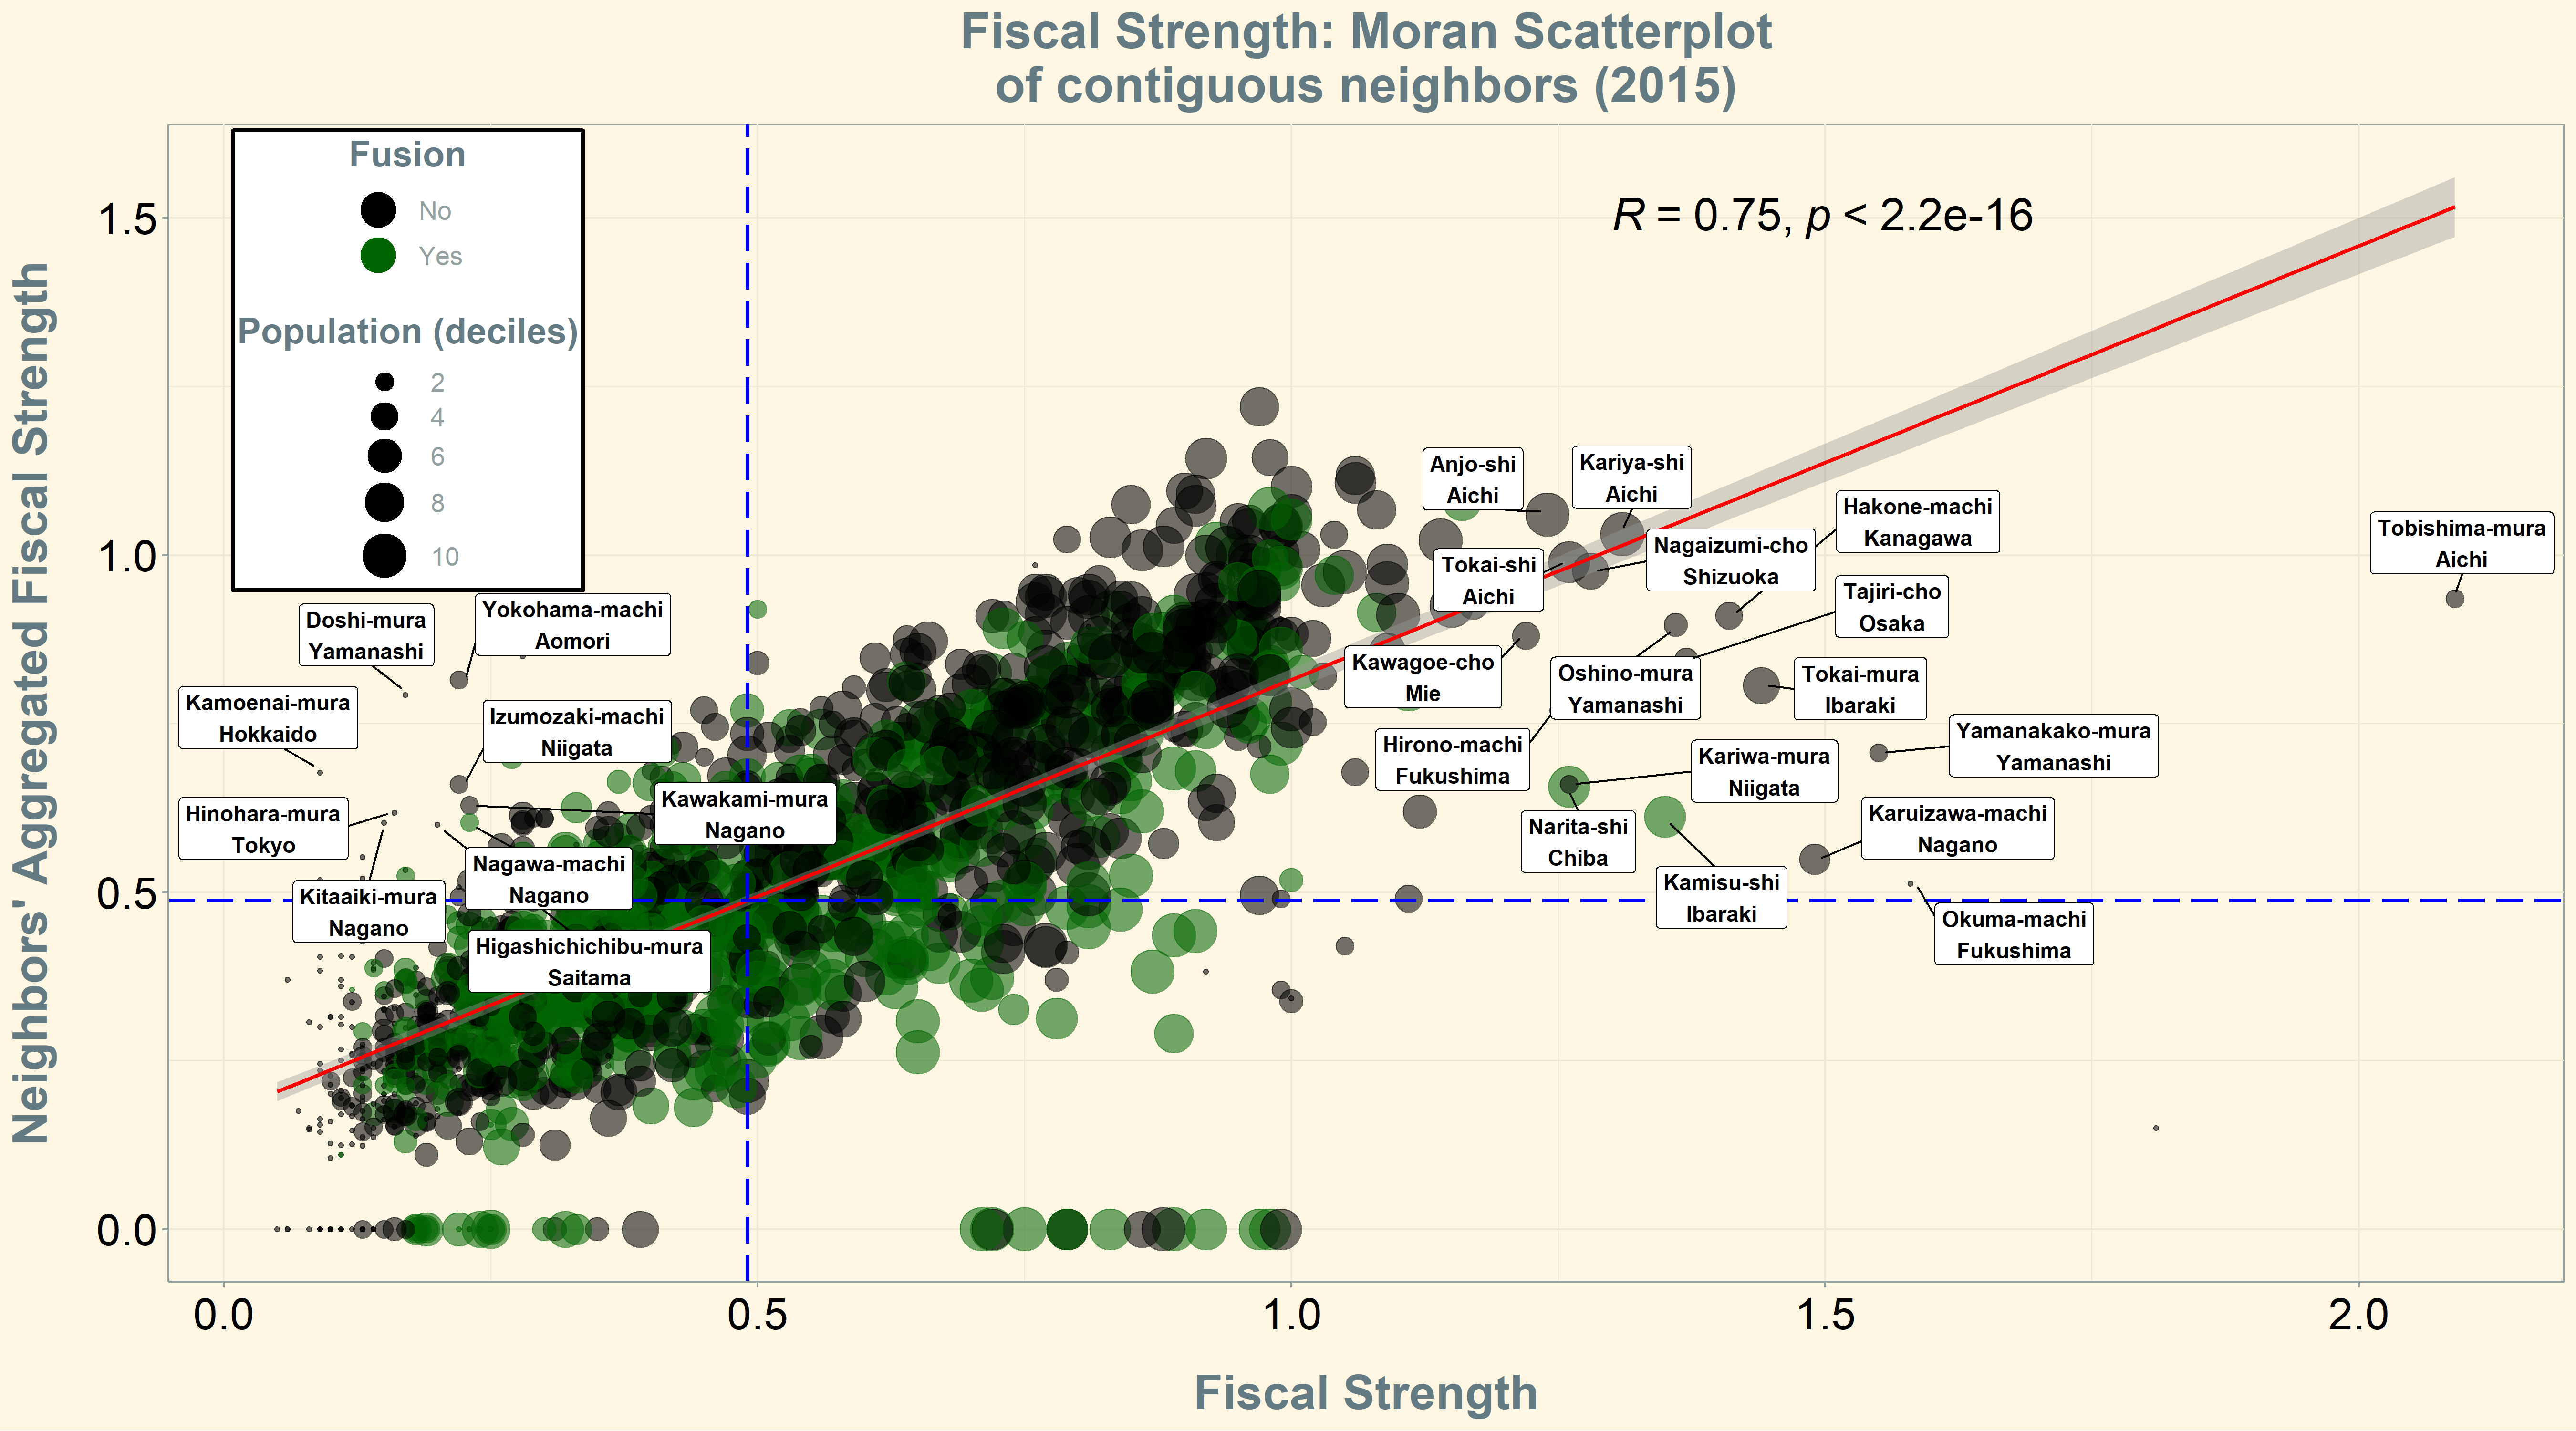 Fiscal Strength: Moran Scatterplot
of contiguous neighbors (2015)
Neighbors' Aggregated Fiscal Strength
1.5
1.0
0.5
0.0
Fusion
No
Yes
Population (deciles)
2
4
6
8
10
R = 0.75, p < 2.2e-16
Doshi-mura
Yamanashi
Yokohama-machi
Aomori
Kamoenai-mura
Hokkaido
Izumozaki-machi
Niigata
Hinohara-mura
Tokyo
Kawakami-mura
Nagano
Nagawa-machi
Nagano
Kitaaiki-mura
Nagano
Higashichichibu-mura
Saitama
Anjo-shi
Aichi
Kariya-shi
Aichi
Hakone-machi
Kanagawa
Tobishima-mura
Aichi
Nagaizumi-cho
Shizuoka
Tokai-shi
Aichi
Tajiri-cho
Osaka
Kawagoe-cho
Mie
Oshino-mura
Yamanashi
Tokai-mura
Ibaraki
Hirono-machi
Fukushima
Yamanakako-mura
Yamanashi
Kariwa-mura
Niigata
Narita-shi
Chiba
Karuizawa-machi
Nagano
Kamisu-shi
Ibaraki
Okuma-machi
Fukushima
0.0
0.5
1.0
1.5
2.0
Fiscal Strength